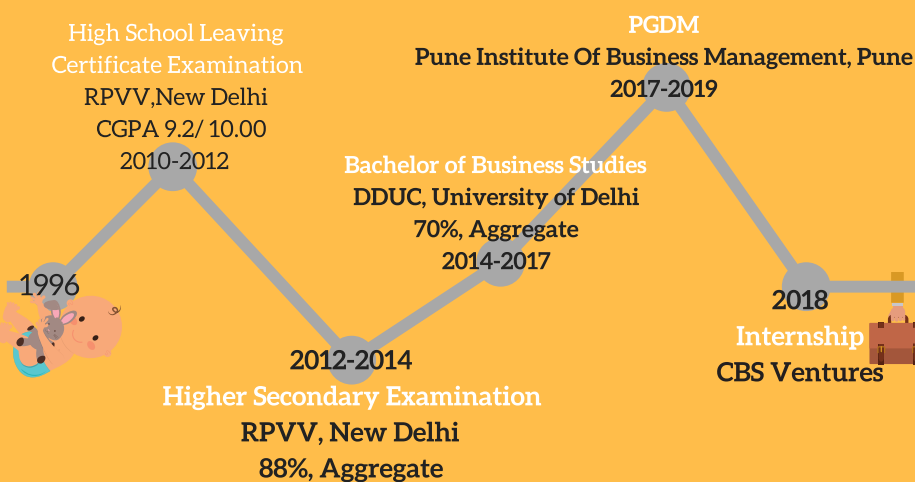 1996
High School Leaving
Certificate Examination
RPVV,New Delhi
CGPA 9.2/ 10.00
2010-2012
2012-2014
Higher Secondary Examination
RPVV, New Delhi
88%, Aggregate
Bachelor of Business Studies
DDUC, University of Delhi
70%, Aggregate
2014-2017
PGDM
Pune Institute Of Business Management, Pune
2017-2019
2018
Internship
CBS Ventures